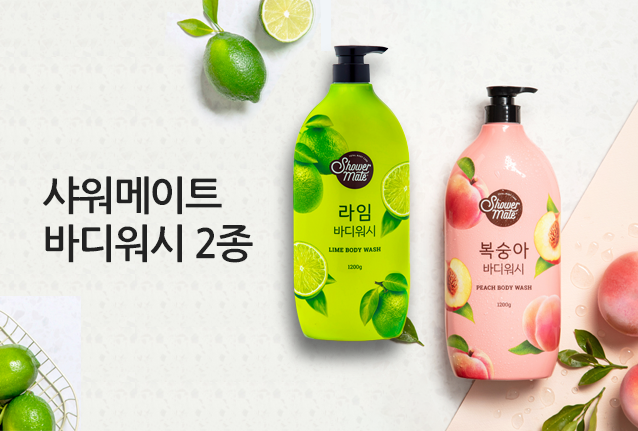 샤워메이트
바디워시 2종
Shower
Mate
라임
바디워시
LIME BODY WASH
1200g
Shower
Mate
복숭아
바디워시
PEACH BODY WASH
1200g